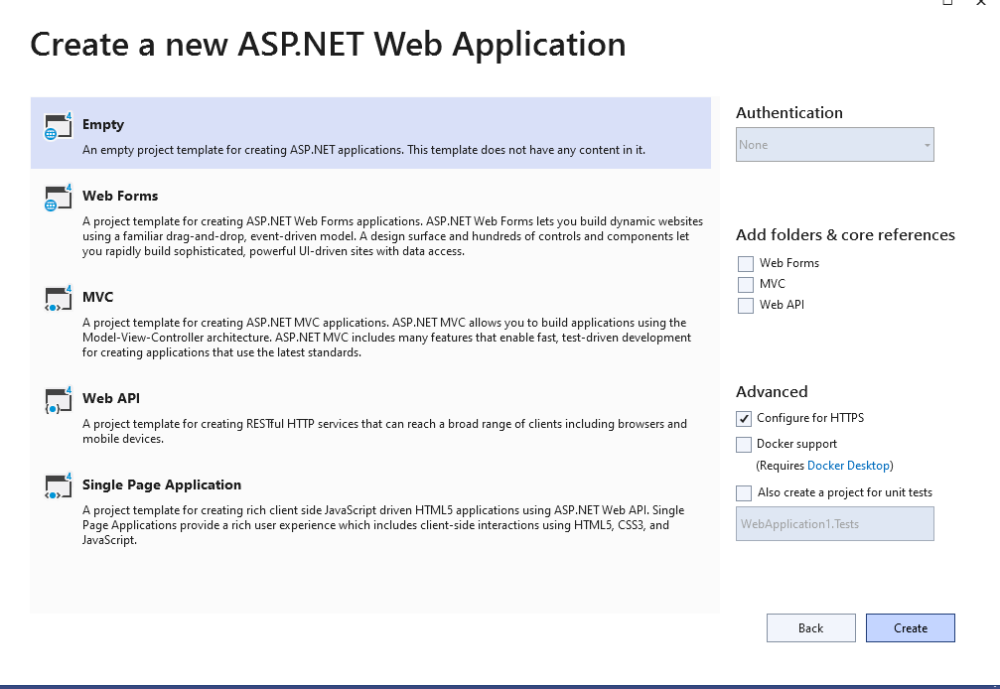 Create a new ASP.NET Web Application
Empty
An empty project template for creating ASP.NET applications. This template does not have any content in it.
Web Forms
A project template for creating ASP.NET Web Forms applications. ASP.NET Web Forms lets you build dynamic websites
using a familiar drag-and-drop, event-driven model. A design surface and hundreds of controls and components let
you rapidly build sophisticated, powerful UI-driven sites with data access.
MVC
A project template for creating ASP.NET MVC applications. ASP.NET MVC allows you to build applications using the
Model-View-Controller architecture. ASP.NET MVC includes many features that enable fast, test-driven development
for creating applications that use the latest standards.
Web API
A project template for creating RESTful HTTP services that can reach a broad range of clients including browsers and
mobile devices.
Single Page Application
A project template for creating rich client side JavaScript driven HTML5 applications using ASP.NET Web API. Single
Page Applications provide a rich user experience which includes client-side interactions using HTML5, CSS3, and
JavaScript.
Authentication
None
Add folders & core references
Web Forms
MVC
Web API
Advanced
Configure for HTTPS
Docker support
(Requires Docker Desktop)
Also create a project for unit tests
WebApplication1.Tests
Back
Create